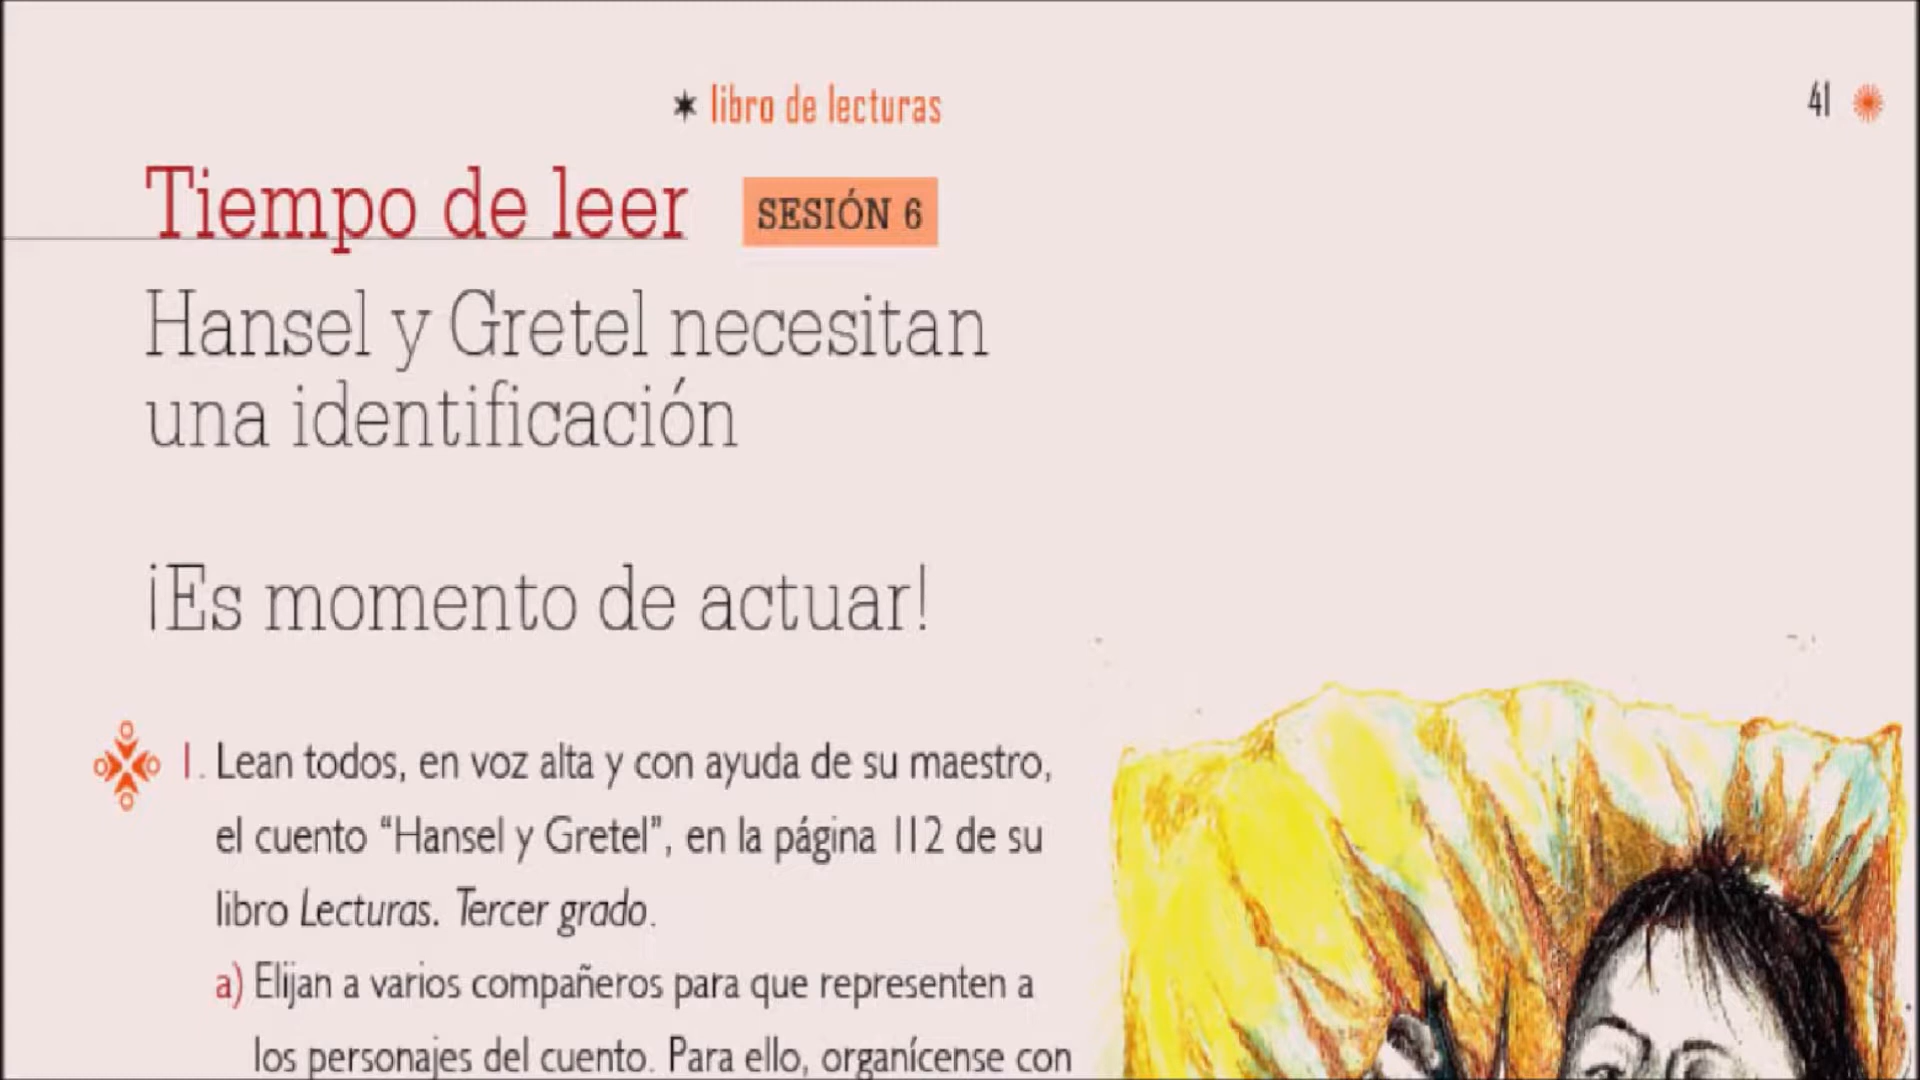 * libro de lecturas
41
Tiempo de leer SESIÓN 6
Hansel y Gretel necesitan
una identificación
¡Es momento de actuar!
1. Lean todos, en voz alta y con ayuda de su maestro,
el cuento “Hansel y Gretel”, en la página 112 de su
libro Lecturas. Tercer grado.
a) Elijan a varios compañeros para que representen a
los personajes del cuento. Para ello, organícense con